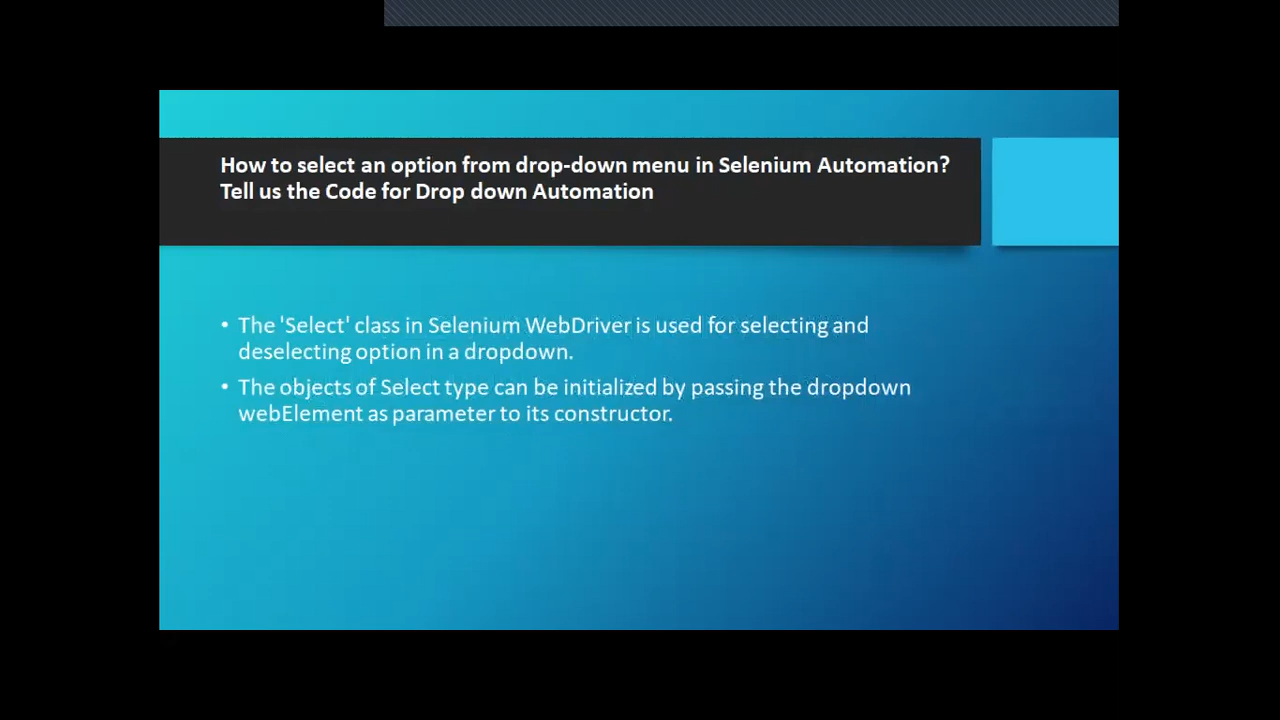 How to select an option from drop-down menu in Selenium Automation?
Tell us the Code for Drop down Automation
• The 'Select' class in Selenium WebDriver is used for selecting and
deselecting option in a dropdown.
• The objects of Select type can be initialized by passing the dropdown
webElement as parameter to its constructor.